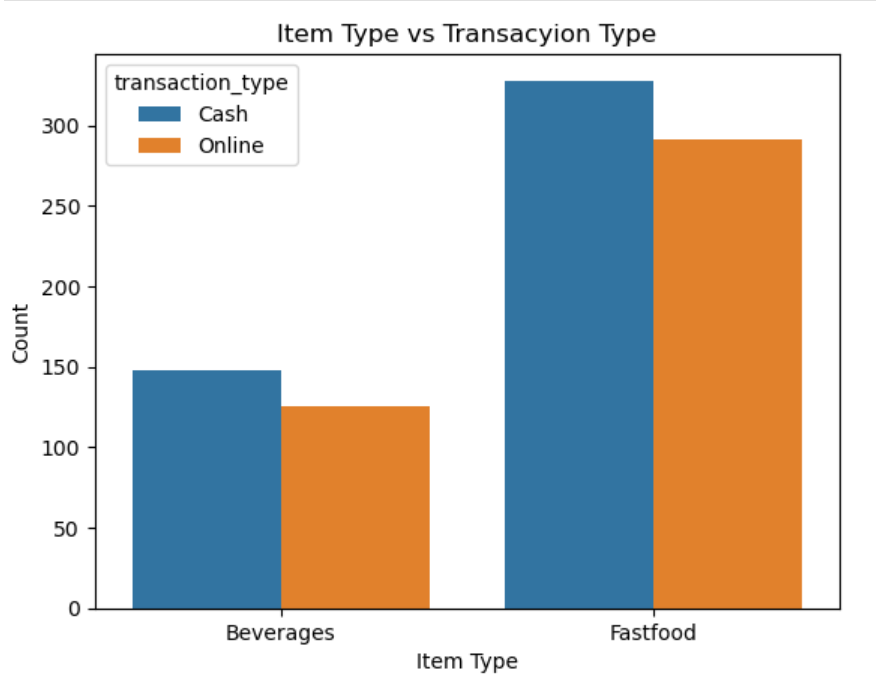 Item Type vs Transacyion Type
transaction_type
Cash
Online
Count
300
250
200
150
100
50
0
Beverages
Fastfood
Item Type